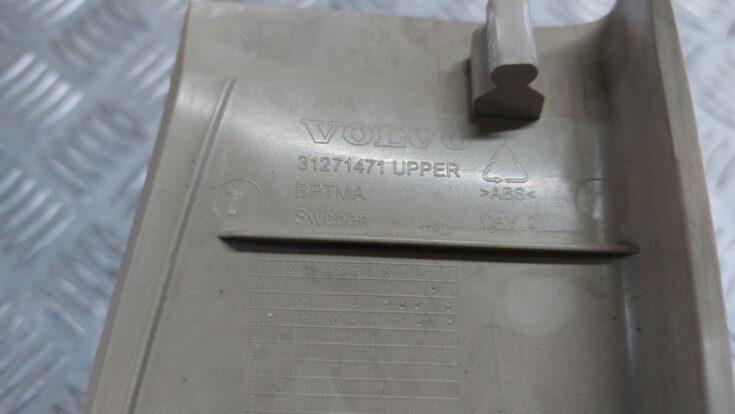 VOLVO
31271471 UPPER
BPTMA
>ABS<
Sweden
CAV 2